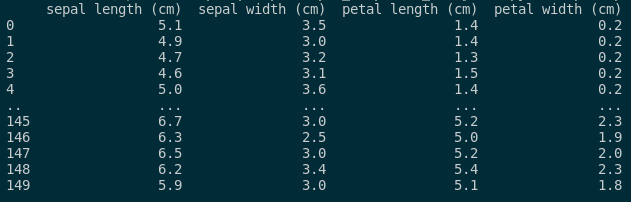 sepal length (cm) sepal width (cm) petal length (cm) petal width (cm)
0 5.1 3.5 1.4 0.2
1 4.9 3.0 1.4 0.2
2 4.7 3.2 1.3 0.2
3 4.6 3.1 1.5 0.2
4 5.0 3.6 1.4 0.2
.. ... ... ... ...
145 6.7 3.0 5.2 2.3
146 6.3 2.5 5.0 1.9
147 6.5 3.0 5.2 2.0
148 6.2 3.4 5.4 2.3
149 5.9 3.0 5.1 1.8